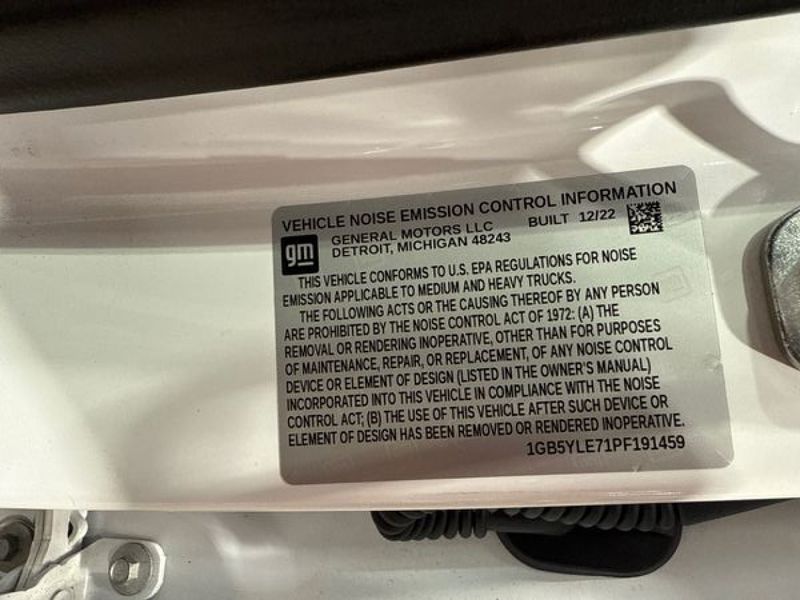 VEHICLE NOISE EMISSION CONTROL INFORMATION
gm
GENERAL MOTORS LLC BUILT 12/22
DETROIT, MICHIGAN 48243
THIS VEHICLE CONFORMS TO U.S. EPA REGULATIONS FOR NOISE
EMISSION APPLICABLE TO MEDIUM AND HEAVY TRUCKS.
THE FOLLOWING ACTS OR THE CAUSING THEREOF BY ANY PERSON
ARE PROHIBITED BY THE NOISE CONTROL ACT OF 1972: (A) THE
REMOVAL OR RENDERING INOPERATIVE, OTHER THAN FOR PURPOSES
OF MAINTENANCE, REPAIR, OR REPLACEMENT, OF ANY NOISE CONTROL
DEVICE OR ELEMENT OF DESIGN (LISTED IN THE OWNER'S MANUAL)
INCORPORATED INTO THIS VEHICLE IN COMPLIANCE WITH THE NOISE
CONTROL ACT; (B) THE USE OF THIS VEHICLE AFTER SUCH DEVICE OR
ELEMENT OF DESIGN HAS BEEN REMOVED OR RENDERED INOPERATIVE.
1GB5YLE71PF191459